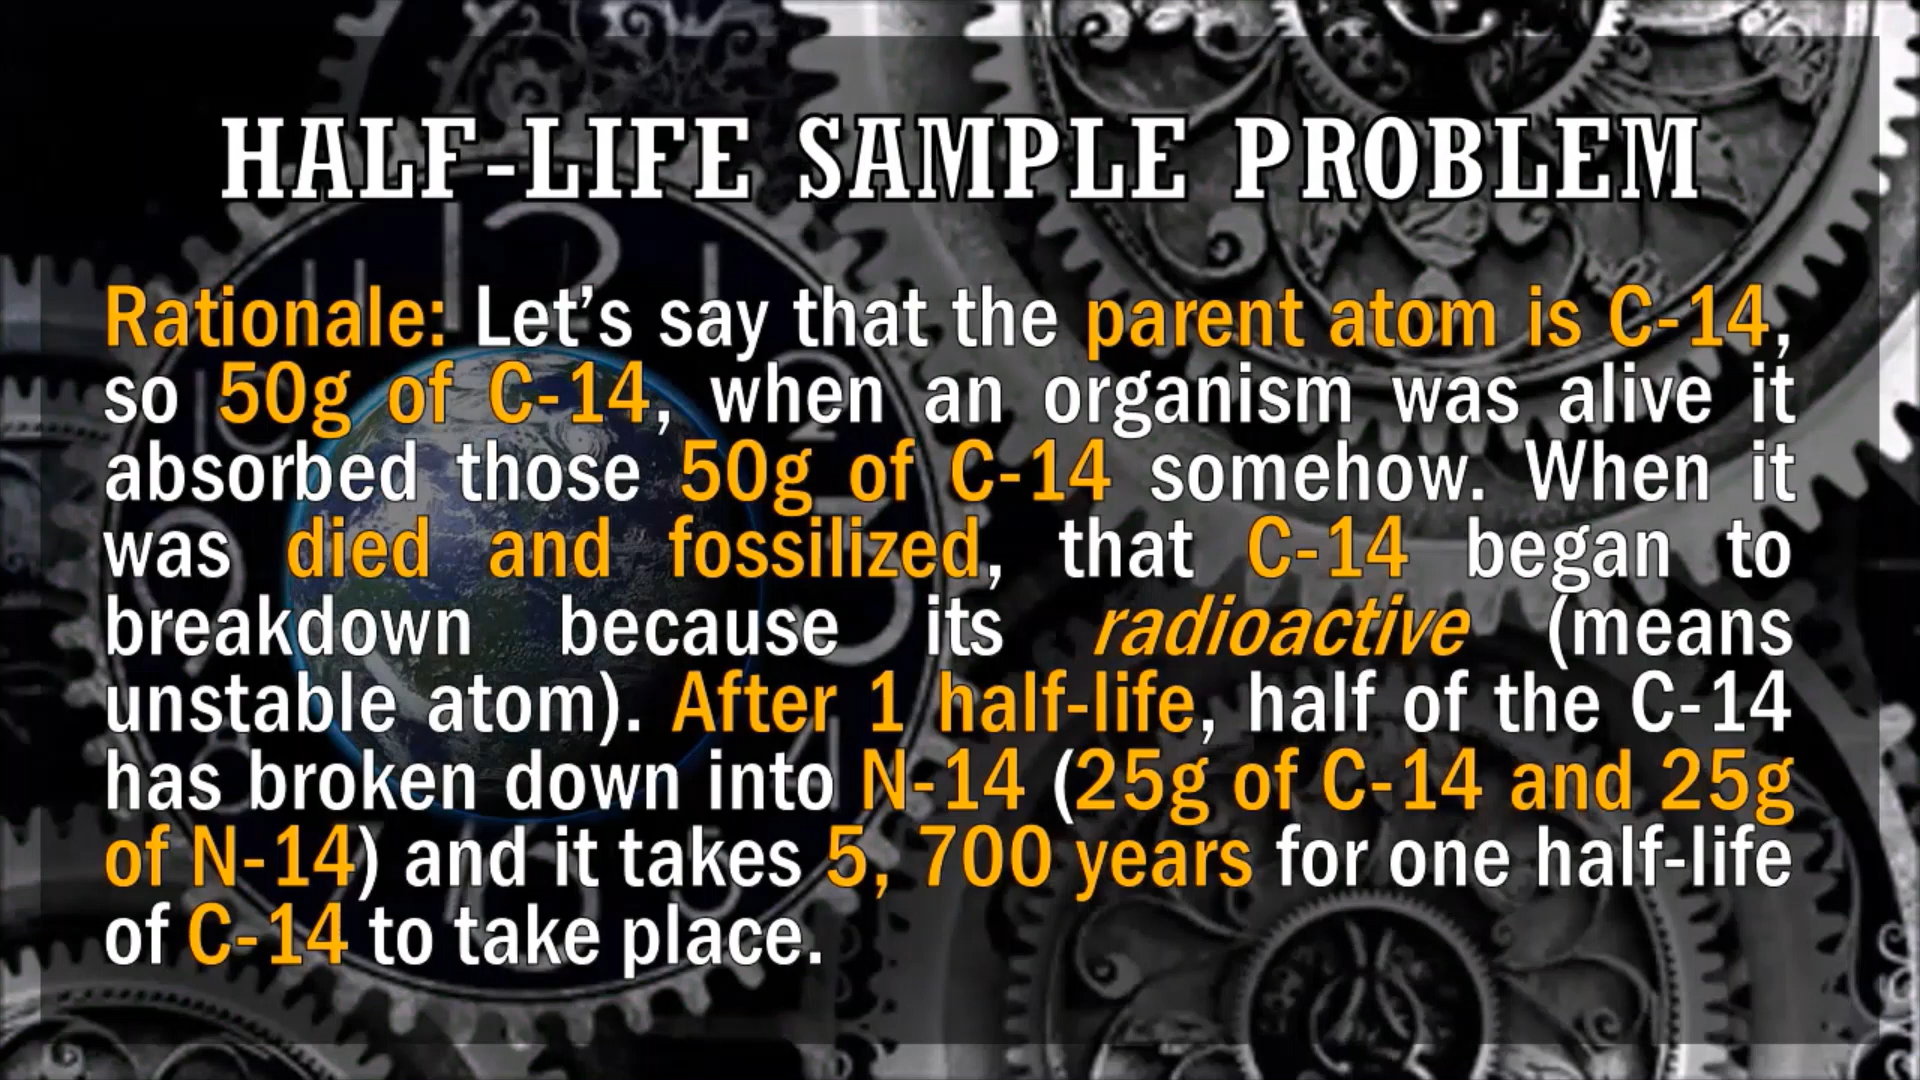 HALF-LIFE SAMPLE PROBLEM
Rationale: Let’s say that the parent atom is C-14,
so 50g of C-14, when an organism was alive it
absorbed those 50g of C-14 somehow. When it
was died and fossilized, that C-14 began to
breakdown because its radioactive (means
unstable atom). After 1 half-life, half of the C-14
has broken down into N-14 (25g of C-14 and 25g
of N-14) and it takes 5, 700 years for one half-life
of C-14 to take place.